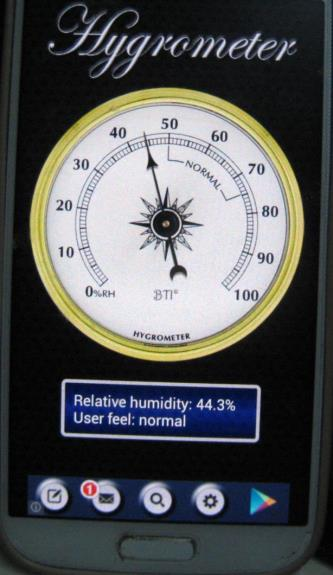 Hygrometer
50
40
60
30
70
NORMAL
20
80
10
90
0%RH
BTI®
100
HYGROMETER
Relative humidity: 44.3%
User feel: normal
1